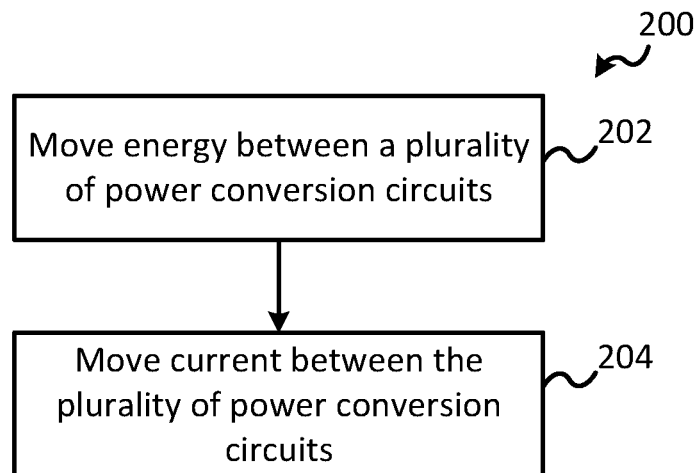 200
Move energy between a plurality
of power conversion circuits
202
Move current between the
plurality of power conversion
circuits
204